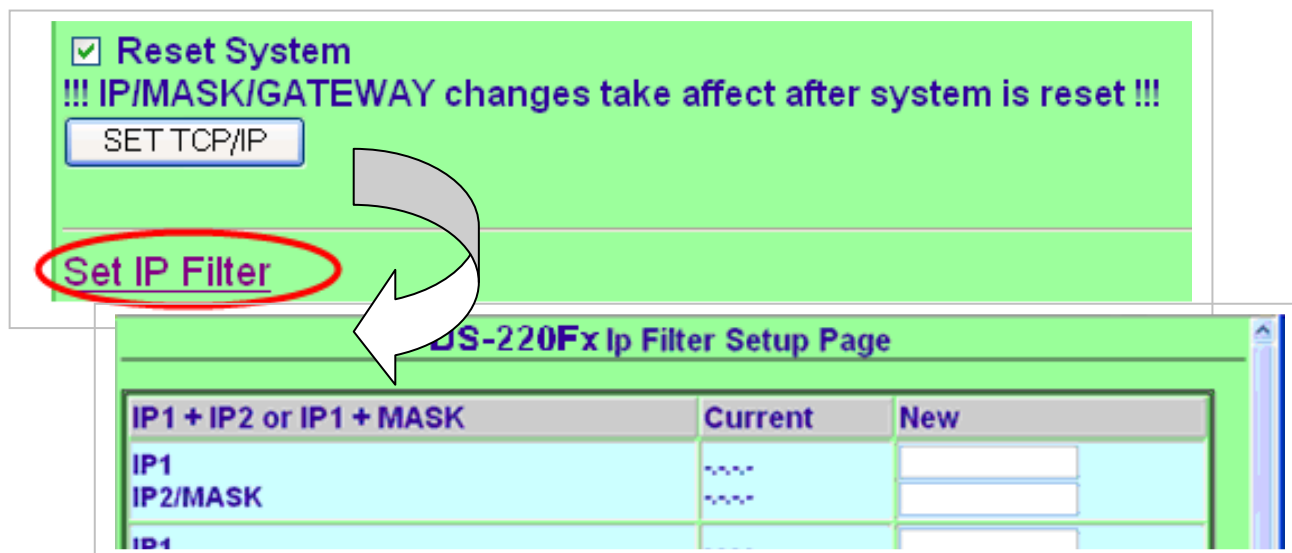 Reset System
!!! IP/MASK/GATEWAY changes take affect after system is reset !!!
SET TCP/IP
Set IP Filter
DS-220Fx Ip Filter Setup Page
IP1 + IP2 or IP1 + MASK Current New
IP1 -.-.-.-
IP2/MASK -.-.-.-
IP1